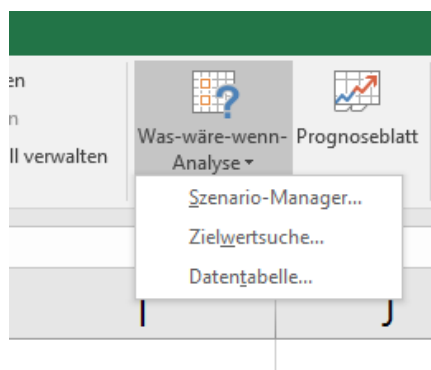 en
n
ll verwalten
Was-wäre-wenn-
Analyse
Prognoseblatt
Szenario-Manager...
Zielwertsuche...
Datentabelle...
I
J